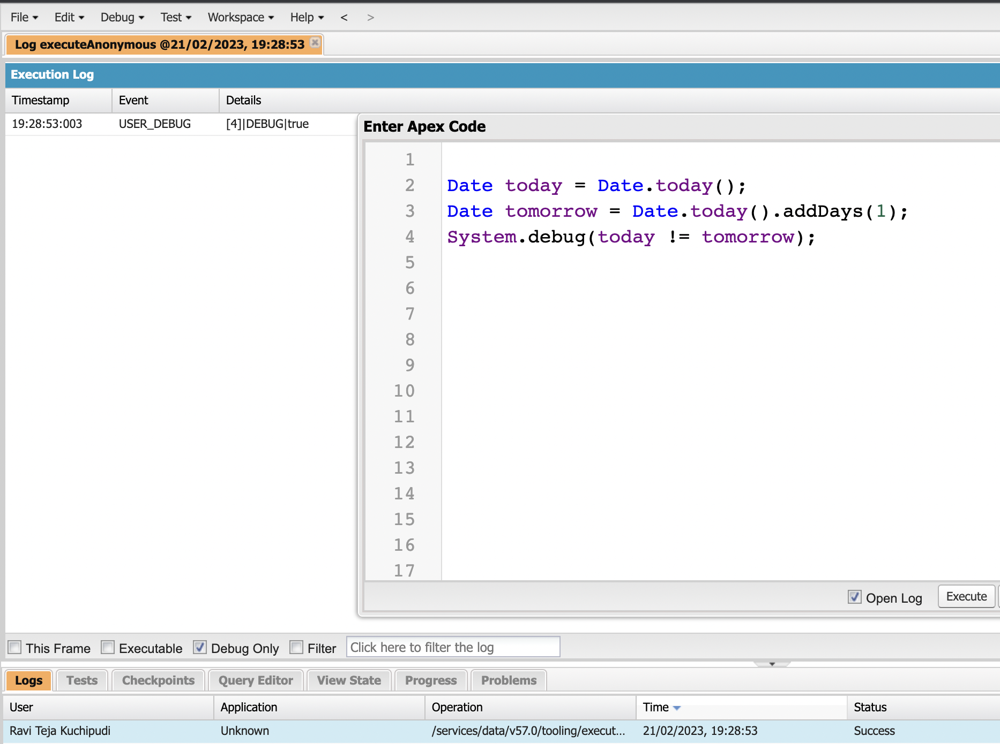 File Edit Debug Test Workspace Help < >
Log executeAnonymous @21/02/2023, 19:28:53
Execution Log
Timestamp Event Details
19:28:53:003 USER_DEBUG [4]|DEBUG|true
Enter Apex Code
1
2 Date today = Date.today();
3 Date tomorrow = Date.today().addDays(1);
4 System.debug(today != tomorrow);
5
6
7
8
9
10
11
12
13
14
15
16
17
Open Log Execute
This Frame Executable Debug Only Filter Click here to filter the log
Logs Tests Checkpoints Query Editor View State Progress Problems
User Application Operation Time Status
Ravi Teja Kuchipudi Unknown /services/data/v57.0/tooling/execut... 21/02/2023, 19:28:53 Success